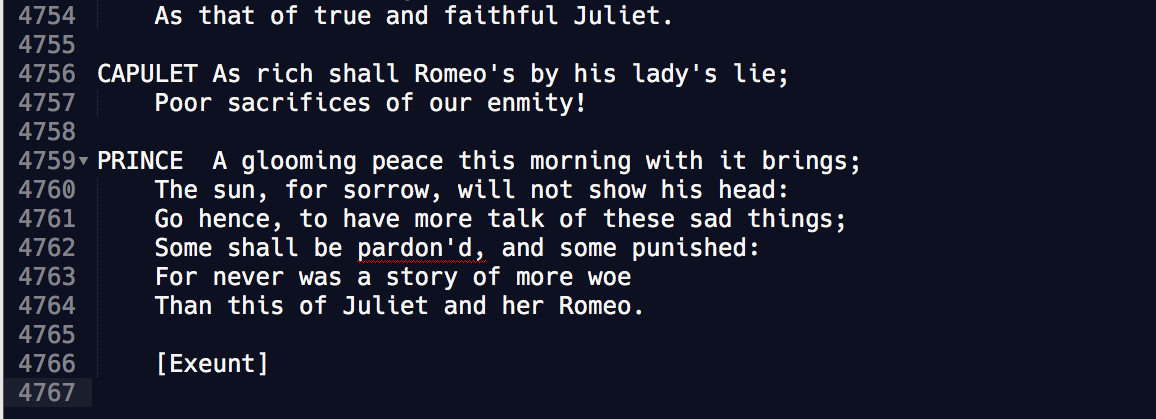 4754 As that of true and faithful Juliet.
4755
4756 CAPULET As rich shall Romeo's by his lady's lie;
4757 Poor sacrifices of our enmity!
4758
4759 PRINCE A glooming peace this morning with it brings;
4760 The sun, for sorrow, will not show his head:
4761 Go hence, to have more talk of these sad things;
4762 Some shall be pardon'd, and some punished:
4763 For never was a story of more woe
4764 Than this of Juliet and her Romeo.
4765
4766 [Exeunt]
4767